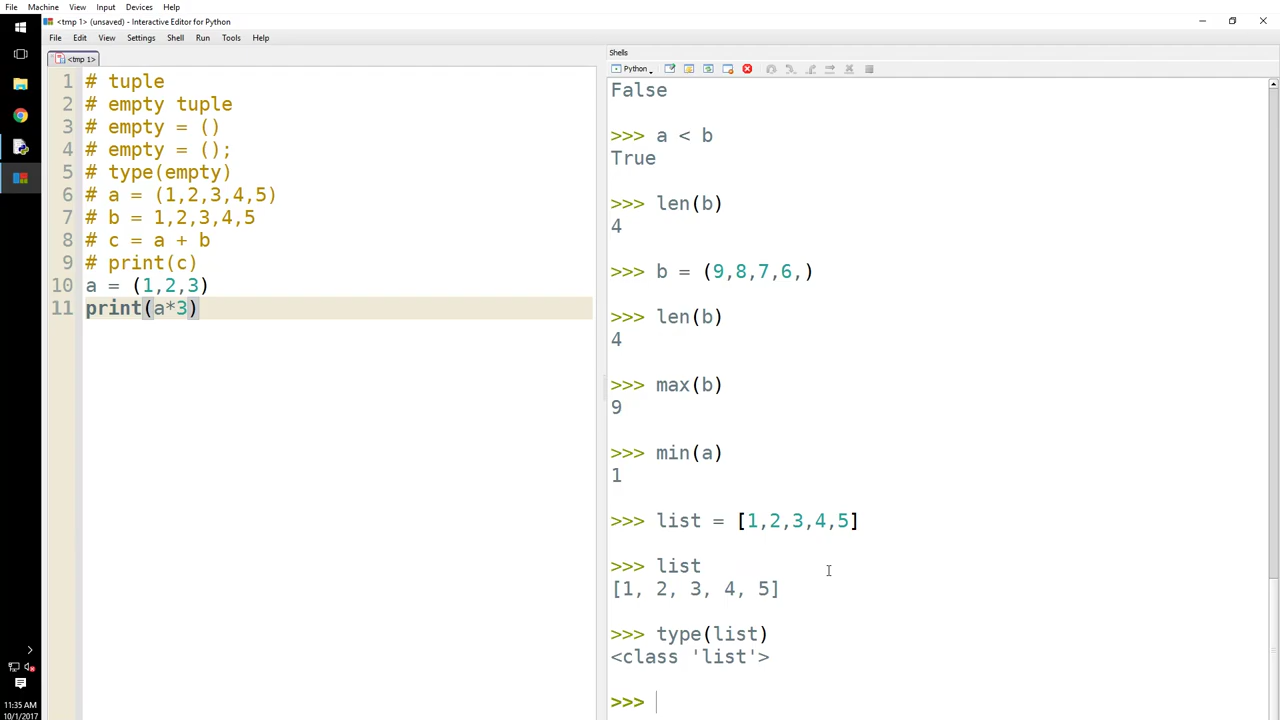 File Machine View Input Devices Help
<tmp 1> (unsaved) - Interactive Editor for Python
File Edit View Settings Shell Run Tools Help
<tmp 1>
1 # tuple
2 # empty tuple
3 # empty = ()
4 # empty = ();
5 # type(empty)
6 # a = (1,2,3,4,5)
7 # b = 1,2,3,4,5
8 # c = a + b
9 # print(c)
10 a = (1,2,3)
11 print(a*3)
Shells
Python
False
>>> a < b
True
>>> len(b)
4
>>> b = (9,8,7,6,)
>>> len(b)
4
>>> max(b)
9
>>> min(a)
1
>>> list = [1,2,3,4,5]
>>> list
[1, 2, 3, 4, 5]
>>> type(list)
<class 'list'>
>>>
11:35 AM
10/1/2017